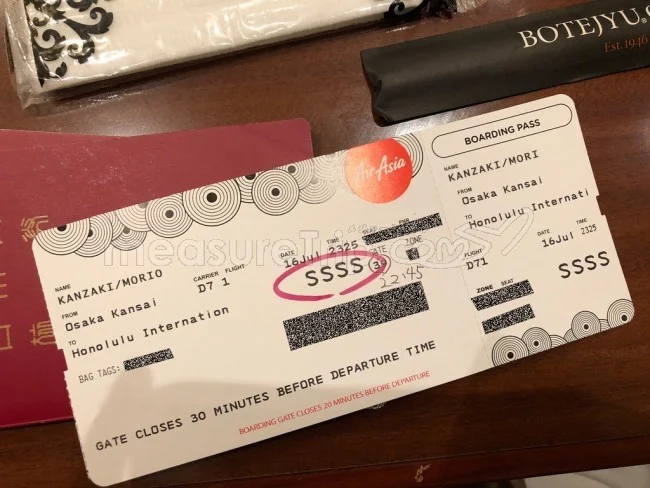 BOTEJYU
Est. 1946
AirAsia
BOARDING PASS
NAME
KANZAKI/MORIO
FROM
Osaka Kansai
TO
Honolulu Internation
BAG TAGS:
CARRIER FLIGHT
D7 1
DATE TIME
16Jul 2325
PNR
GATE ZONE
SSSS
22:45
GATE CLOSES 30 MINUTES BEFORE DEPARTURE TIME
BOARDING GATE CLOSES 20 MINUTES BEFORE DEPARTURE
NAME
KANZAKI/MORI
FROM
Osaka Kansai
TO
Honolulu Internati
FLIGHT
D71
DATE TIME
16Jul 2325
ZONE SEAT
SSSS